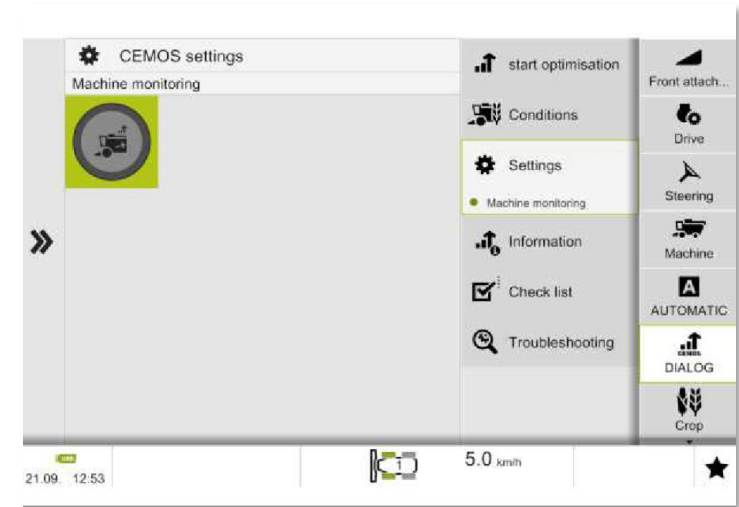 CEMOS settings
Machine monitoring
start optimisation
Conditions
Settings
Machine monitoring
Information
Check list
Troubleshooting
Front attach...
Drive
Steering
Machine
A
AUTOMATIC
CEMOS
DIALOG
Crop
21.09. 12:53
1
5.0 km/h